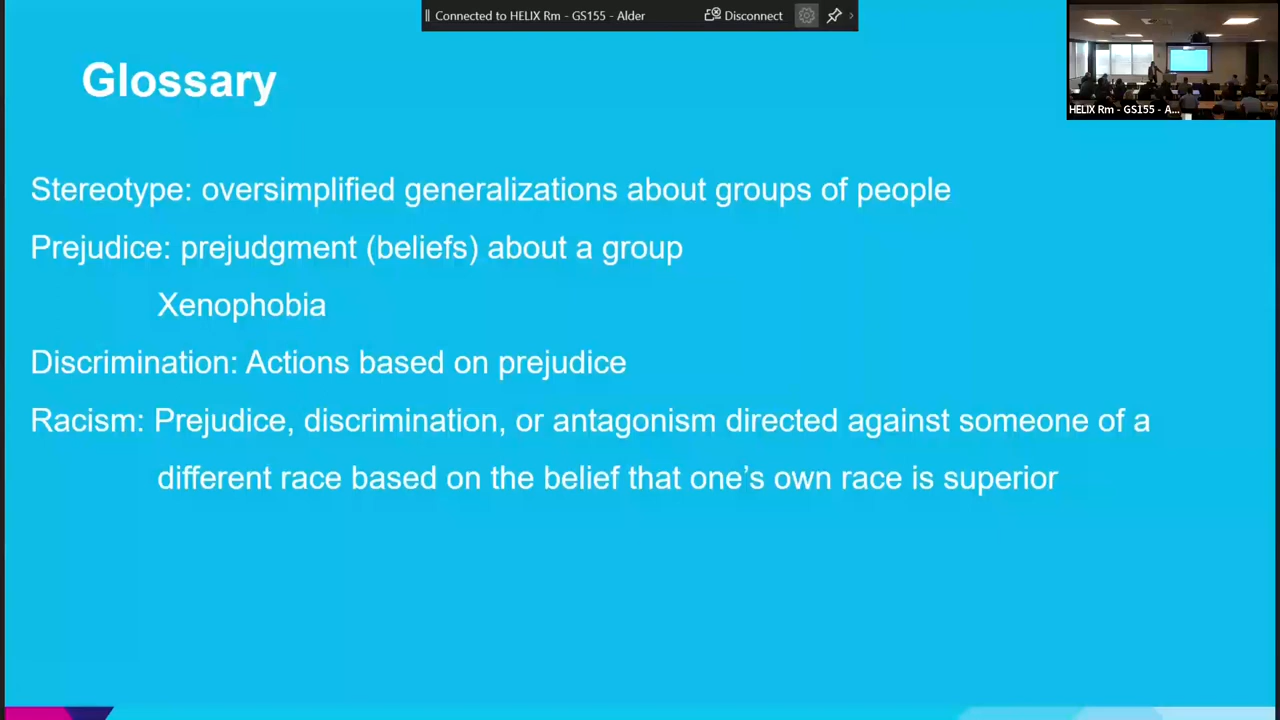 Connected to HELIX Rm - GS155 - Alder
Disconnect
HELIX Rm - GS155 - A...
Glossary
Stereotype: oversimplified generalizations about groups of people
Prejudice: prejudgment (beliefs) about a group
Xenophobia
Discrimination: Actions based on prejudice
Racism: Prejudice, discrimination, or antagonism directed against someone of a
different race based on the belief that one’s own race is superior